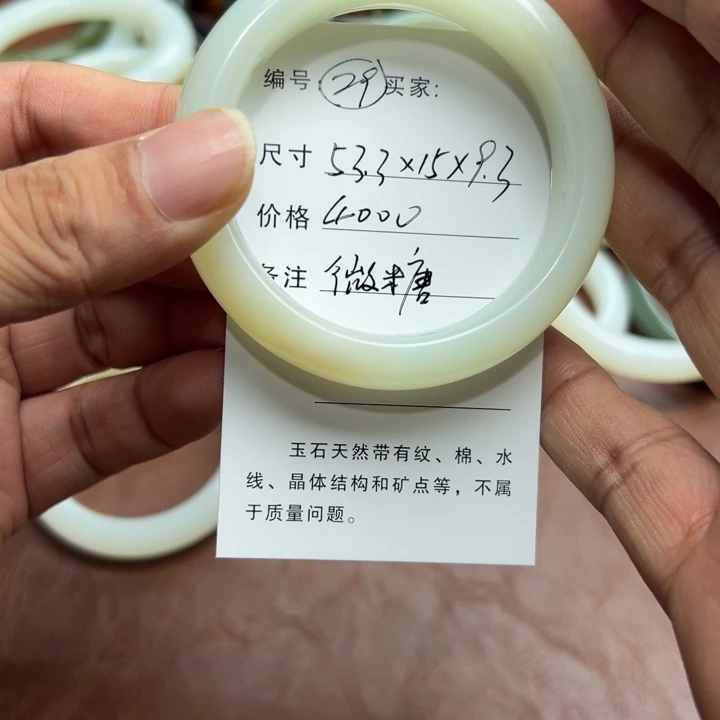 编号 29 买家:
尺寸 53.3×15×9.3
价格 4000
备注 微糖
玉石天然带有纹、棉、水
线、晶体结构和矿点等，不属
于质量问题。